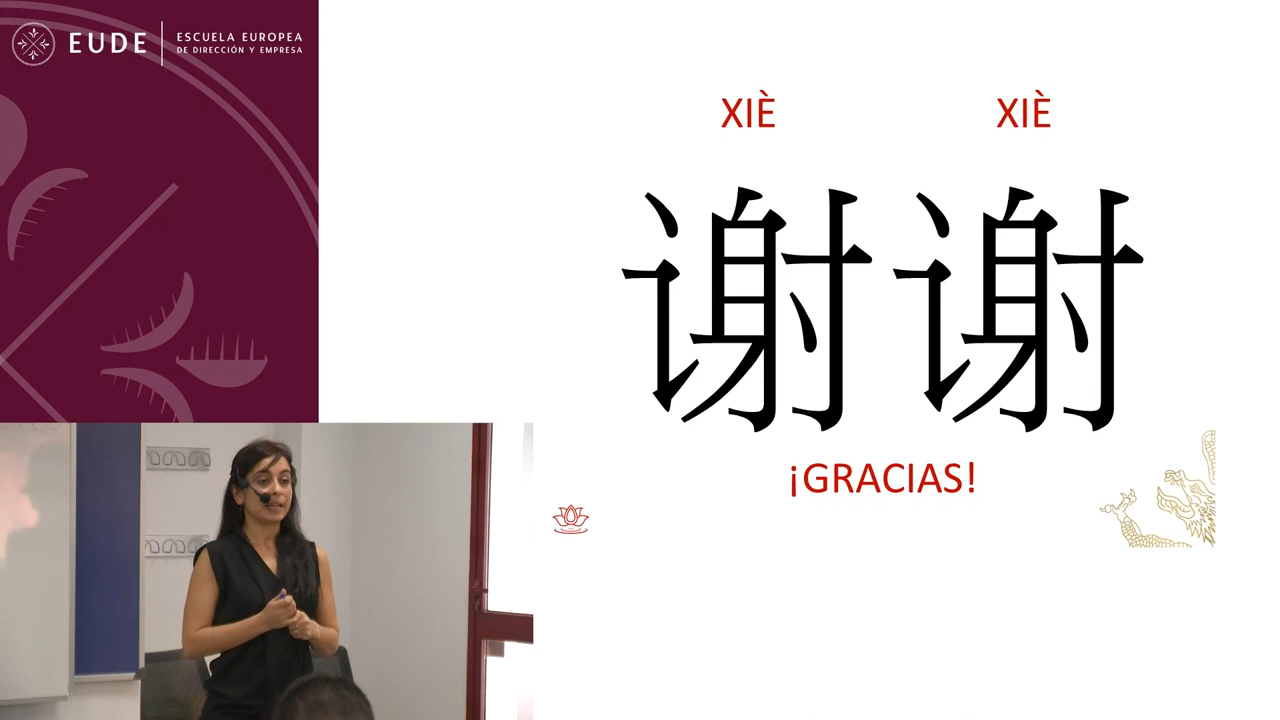 EUDE
ESCUELA EUROPEA
DE DIRECCIÓN Y EMPRESA
XIÈ XIÈ
谢谢
¡GRACIAS!